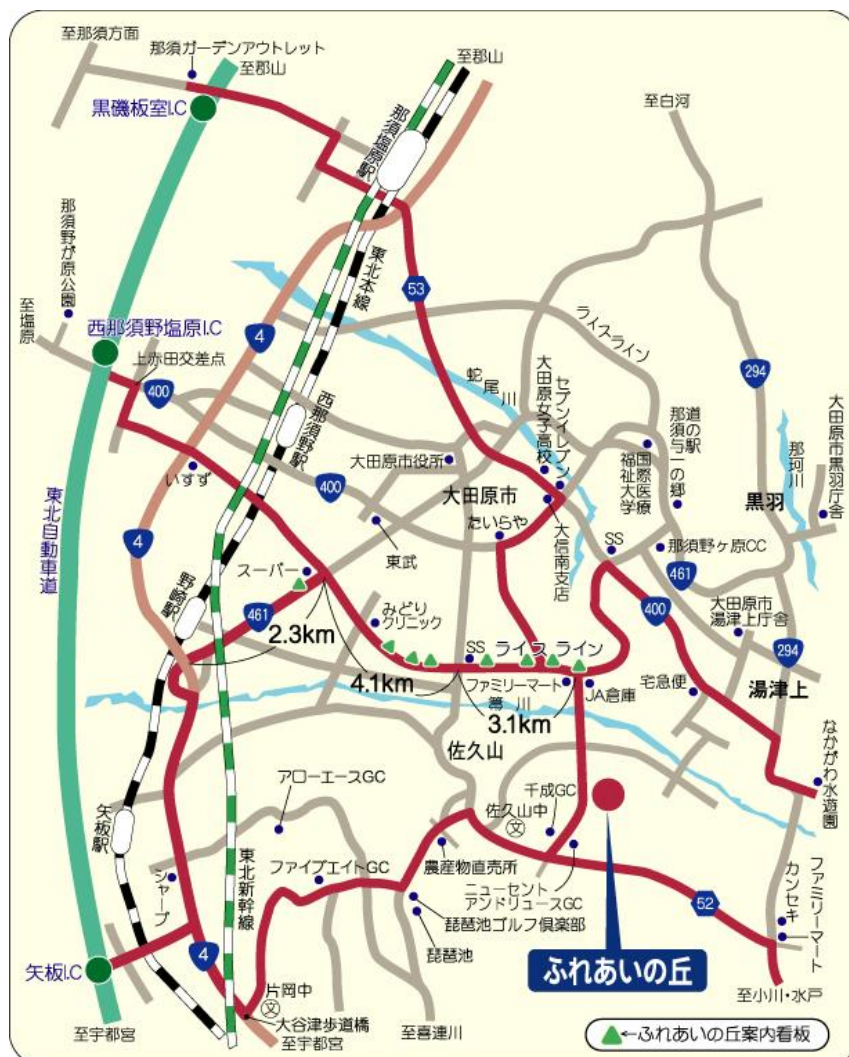 至那須方面
那須ガーデンアウトレット
至郡山
至郡山
黒磯板室I.C
那須塩原駅
至白河
那須野が原公園
東北本線
53
至塩原
西那須野塩原I.C
4
ライスライン
上赤田交差点
400
蛇尾川
294
西那須野駅
大田原女子高校
セブンイレブン
国際医療
福祉大学
道の駅
那須与一の郷
那珂川
大田原市黒羽庁舎
いすず
大田原市役所
400
大田原市
黒羽
東北自動車道
たいらや
東武
大信南支店
SS
那須野ヶ原CC
4
スーパー
461
400
野崎駅
461
みどり
クリニック
大田原市
湯津上庁舎
2.3km
SS
ライスライン
294
4.1km
ファミリーマート
JA倉庫
宅急便
湯津上
箒川
3.1km
佐久山
なかがわ水遊園
アローエースGC
千成GC
佐久山中
文
矢板駅
農産物直売所
シャープ
東北新幹線
ファイブエイトGC
ニューセント
アンドリュースGC
カンセキ
ファミリーマート
琵琶池ゴルフ倶楽部
52
琵琶池
矢板I.C
4
ふれあいの丘
片岡中
文
至小川・水戸
大谷津歩道橋
至宇都宮
至宇都宮
至喜連川
←ふれあいの丘案内看板